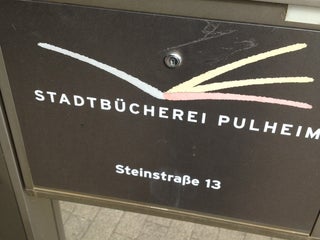 STADTBÜCHEREI PULHEIM
Steinstraße 13